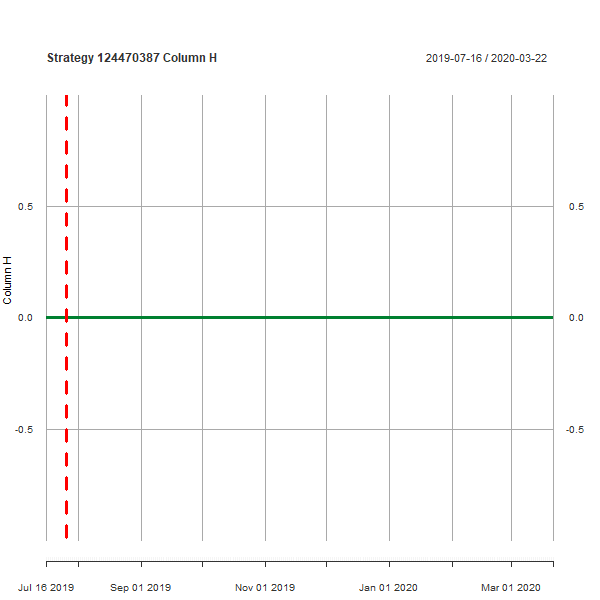 Strategy 124470387 Column H
2019-07-16 / 2020-03-22
0.5
0.5
Column H
0.0
0.0
-0.5
-0.5
Jul 16 2019
Sep 01 2019
Nov 01 2019
Jan 01 2020
Mar 01 2020